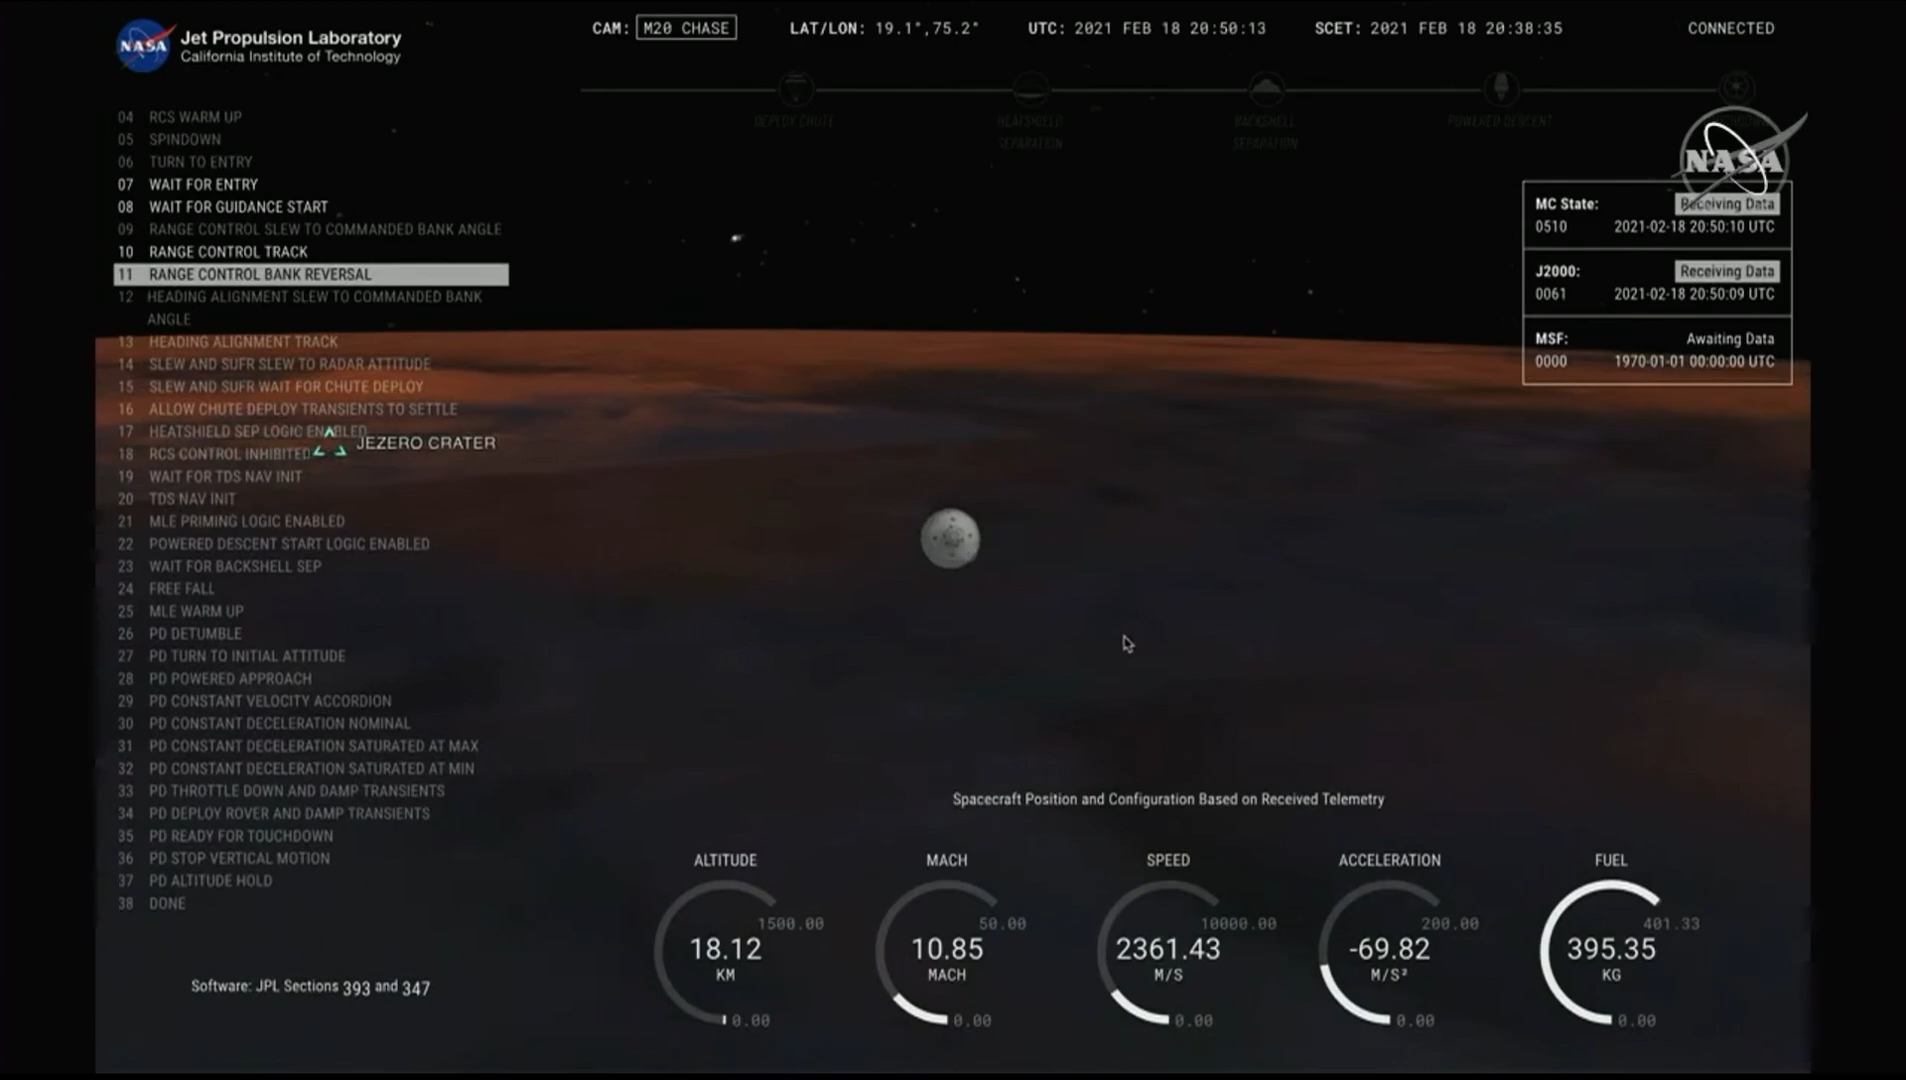 NASA
Jet Propulsion Laboratory
California Institute of Technology
CAM: M20 CHASE
LAT/LON: 19.1°,75.2°
UTC: 2021 FEB 18 20:50:13
SCET: 2021 FEB 18 20:38:35
CONNECTED
DEPLOY CHUTE
HEATSHIELD
SEPARATION
BACKSHELL
SEPARATION
POWERED DESCENT
NASA
04 RCS WARM UP
05 SPINDOWN
06 TURN TO ENTRY
07 WAIT FOR ENTRY
08 WAIT FOR GUIDANCE START
09 RANGE CONTROL SLEW TO COMMANDED BANK ANGLE
10 RANGE CONTROL TRACK
11 RANGE CONTROL BANK REVERSAL
12 HEADING ALIGNMENT SLEW TO COMMANDED BANK
ANGLE
13 HEADING ALIGNMENT TRACK
14 SLEW AND SUFR SLEW TO RADAR ATTITUDE
15 SLEW AND SUFR WAIT FOR CHUTE DEPLOY
16 ALLOW CHUTE DEPLOY TRANSIENTS TO SETTLE
17 HEATSHIELD SEP LOGIC ENABLED
18 RCS CONTROL INHIBITED
19 WAIT FOR TDS NAV INIT
20 TDS NAV INIT
21 MLE PRIMING LOGIC ENABLED
22 POWERED DESCENT START LOGIC ENABLED
23 WAIT FOR BACKSHELL SEP
24 FREE FALL
25 MLE WARM UP
26 PD DETUMBLE
27 PD TURN TO INITIAL ATTITUDE
28 PD POWERED APPROACH
29 PD CONSTANT VELOCITY ACCORDION
30 PD CONSTANT DECELERATION NOMINAL
31 PD CONSTANT DECELERATION SATURATED AT MAX
32 PD CONSTANT DECELERATION SATURATED AT MIN
33 PD THROTTLE DOWN AND DAMP TRANSIENTS
34 PD DEPLOY ROVER AND DAMP TRANSIENTS
35 PD READY FOR TOUCHDOWN
36 PD STOP VERTICAL MOTION
37 PD ALTITUDE HOLD
38 DONE
JEZERO CRATER
MC State: Receiving Data
0510 2021-02-18 20:50:10 UTC
J2000: Receiving Data
0061 2021-02-18 20:50:09 UTC
MSF: Awaiting Data
0000 1970-01-01 00:00:00 UTC
Spacecraft Position and Configuration Based on Received Telemetry
ALTITUDE
1500.00
18.12
KM
0.00
MACH
50.00
10.85
MACH
0.00
SPEED
10000.00
2361.43
M/S
0.00
ACCELERATION
200.00
-69.82
M/S²
0.00
FUEL
401.33
395.35
KG
0.00
Software: JPL Sections 393 and 347